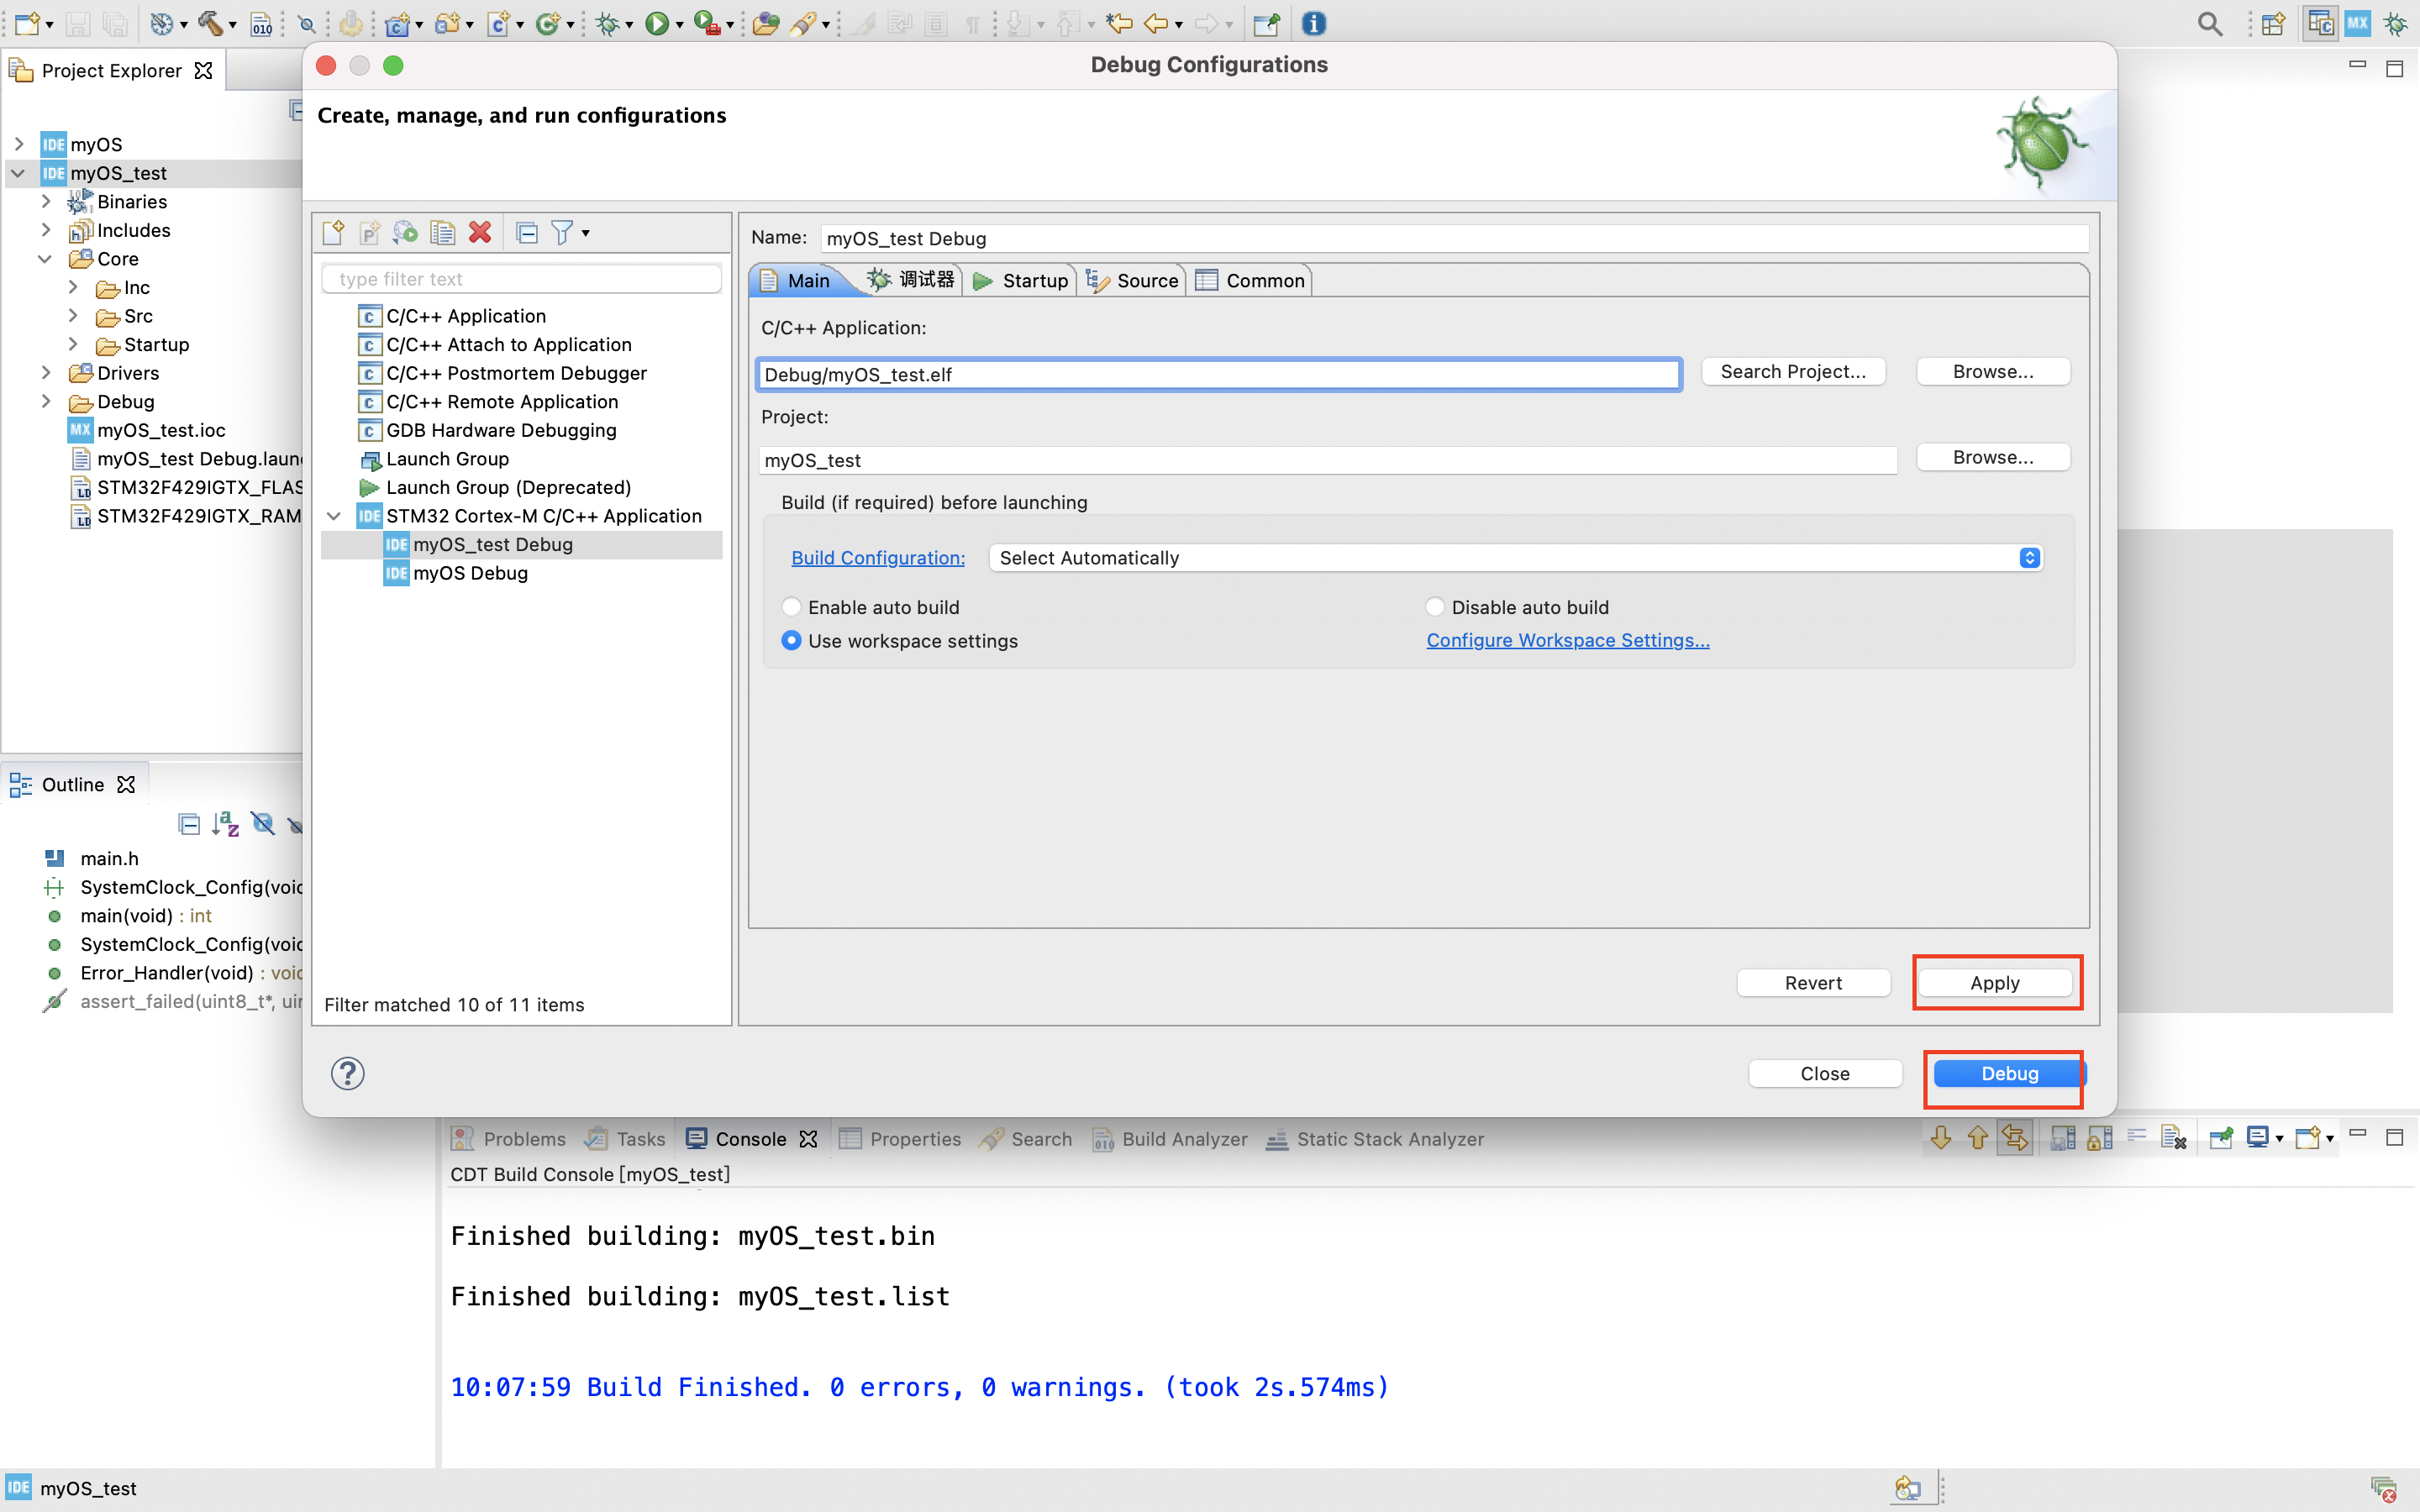 Debug Configurations
Project Explorer
Create, manage, and run configurations
myOS
myOS_test
Binaries
Includes
Core
Inc
Src
Startup
Drivers
Debug
MX myOS_test.ioc
myOS_test Debug.laun
STM32F429IGTX_FLAS
STM32F429IGTX_RAM
type filter text
C/C++ Application
C/C++ Attach to Application
C/C++ Postmortem Debugger
C/C++ Remote Application
GDB Hardware Debugging
Launch Group
Launch Group (Deprecated)
IDE STM32 Cortex-M C/C++ Application
IDE myOS_test Debug
IDE myOS Debug
Filter matched 10 of 11 items
Name: myOS_test Debug
Main 调试器 Startup Source Common
C/C++ Application:
Debug/myOS_test.elf Search Project... Browse...
Project:
myOS_test Browse...
Build (if required) before launching
Build Configuration: Select Automatically
Enable auto build Disable auto build
Use workspace settings Configure Workspace Settings...
Revert Apply
Close Debug
Outline
main.h
SystemClock_Config(voic
main(void) : int
SystemClock_Config(voic
Error_Handler(void) : voic
assert_failed(uint8_t*, uir
Problems Tasks Console Properties Search Build Analyzer Static Stack Analyzer
CDT Build Console [myOS_test]
Finished building: myOS_test.bin
Finished building: myOS_test.list
10:07:59 Build Finished. 0 errors, 0 warnings. (took 2s.574ms)
IDE myOS_test